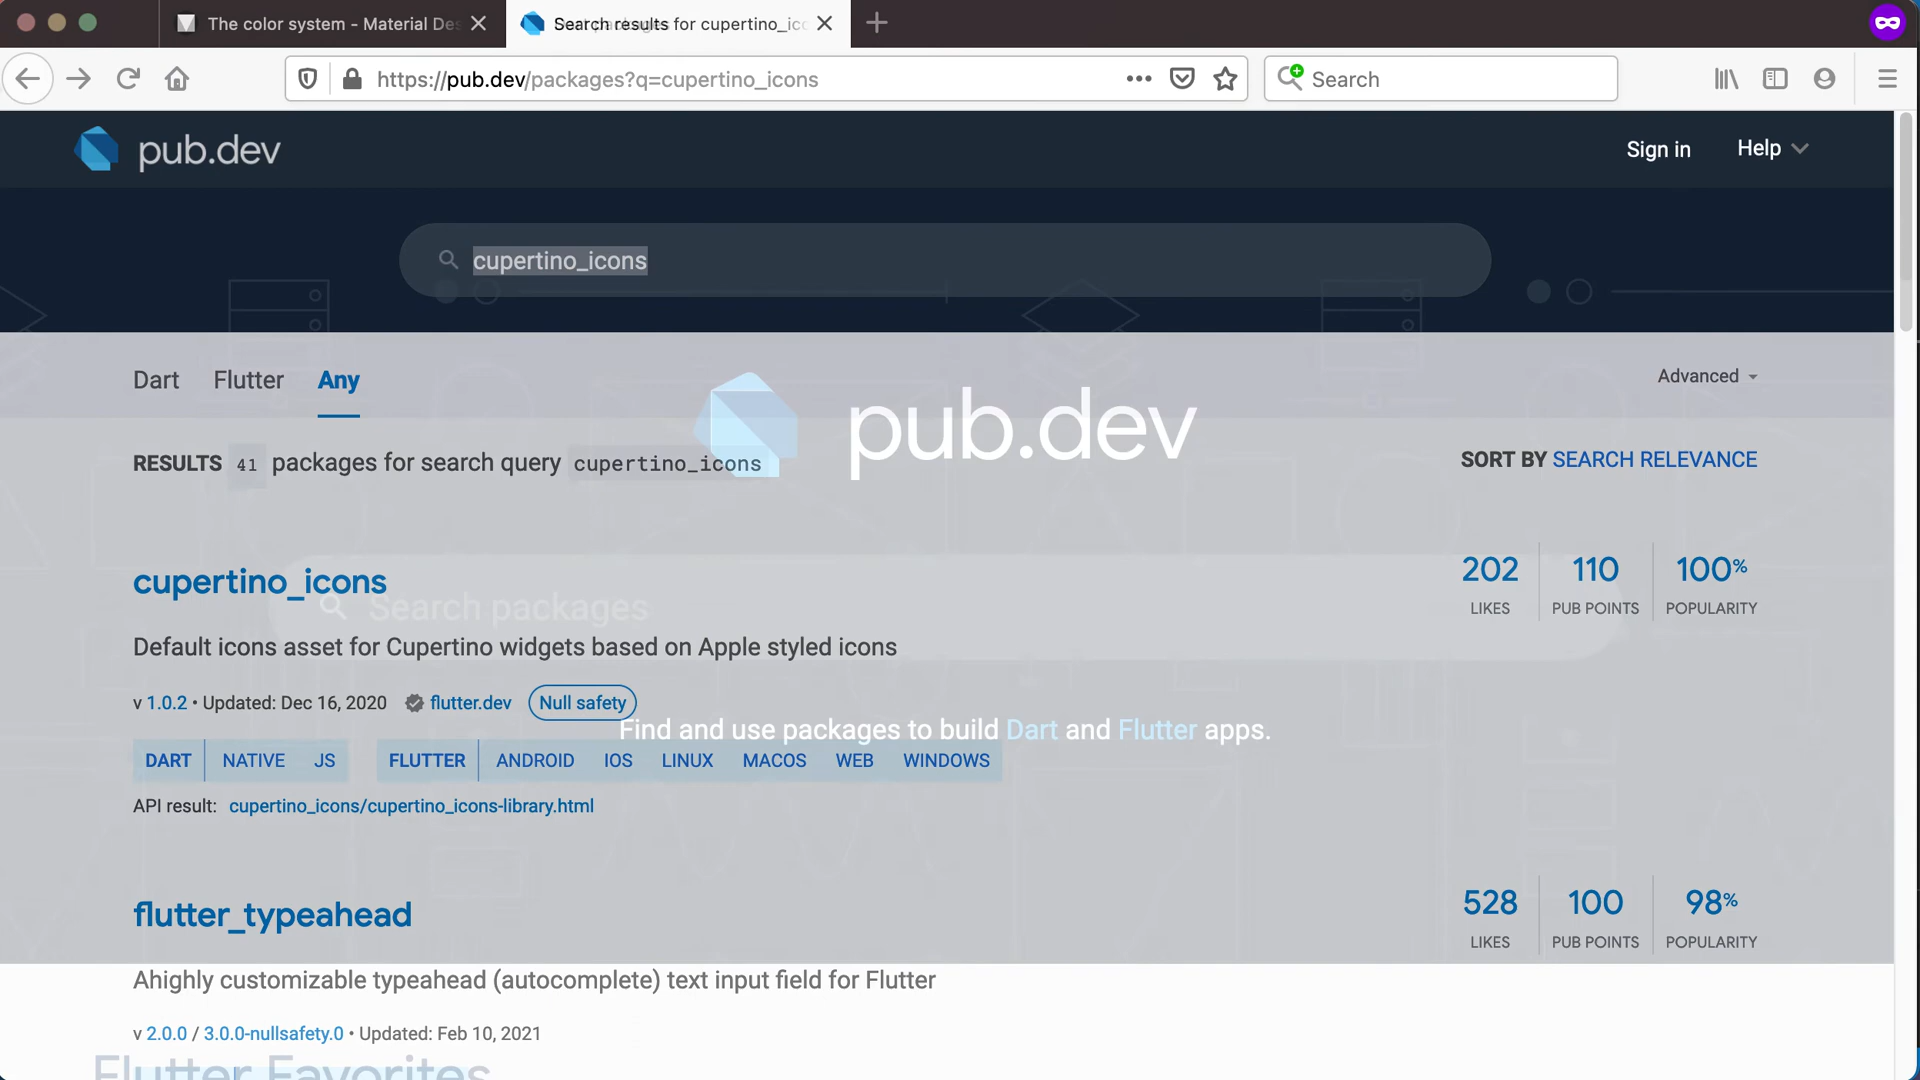 The color system - Material Des
Search results for cupertino_ic
https://pub.dev/packages?q=cupertino_icons
Search
pub.dev
Sign in
Help
cupertino_icons
Dart
Flutter
Any
Advanced
pub.dev
RESULTS 41 packages for search query cupertino_icons
SORT BY SEARCH RELEVANCE
cupertino_icons
202
110
100%
LIKES
PUB POINTS
POPULARITY
Search packages
Default icons asset for Cupertino widgets based on Apple styled icons
v 1.0.2 • Updated: Dec 16, 2020 flutter.dev Null safety
Find and use packages to build Dart and Flutter apps.
DART NATIVE JS FLUTTER ANDROID IOS LINUX MACOS WEB WINDOWS
API result: cupertino_icons/cupertino_icons-library.html
flutter_typeahead
528
100
98%
LIKES
PUB POINTS
POPULARITY
Ahighly customizable typeahead (autocomplete) text input field for Flutter
v 2.0.0 / 3.0.0-nullsafety.0 • Updated: Feb 10, 2021
Flutter Favorites